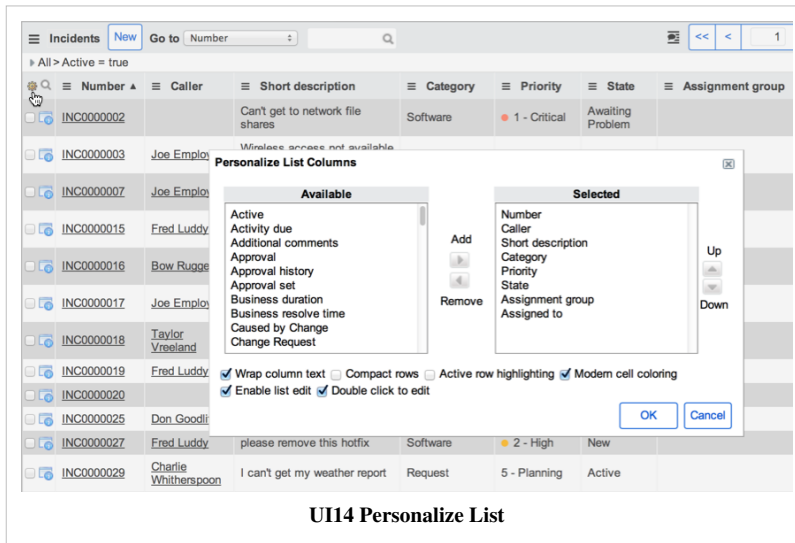 Incidents New Go to Number << < 1
All > Active = true
Number Caller Short description Category Priority State Assignment group
INC0000002 Can't get to network file shares Software 1 - Critical Awaiting Problem
INC0000003 Joe Employ Wireless access not available
Personalize List Columns
INC0000007 Joe Employ
INC0000015 Fred Luddy
INC0000016 Bow Rugge
INC0000017 Joe Employ
INC0000018 Taylor Vreeland
INC0000019 Fred Luddy
INC0000020
INC0000025 Don Goodli
Available
Active
Activity due
Additional comments
Approval
Approval history
Approval set
Business duration
Business resolve time
Caused by Change
Change Request
Add
Remove
Selected
Number
Caller
Short description
Category
Priority
State
Assignment group
Assigned to
Up
Down
Wrap column text Compact rows Active row highlighting Modern cell coloring
Enable list edit Double click to edit
OK Cancel
INC0000027 Fred Luddy please remove this hotfix Software 2 - High New
INC0000029 Charlie Whitherspoon I can't get my weather report Request 5 - Planning Active
UI14 Personalize List